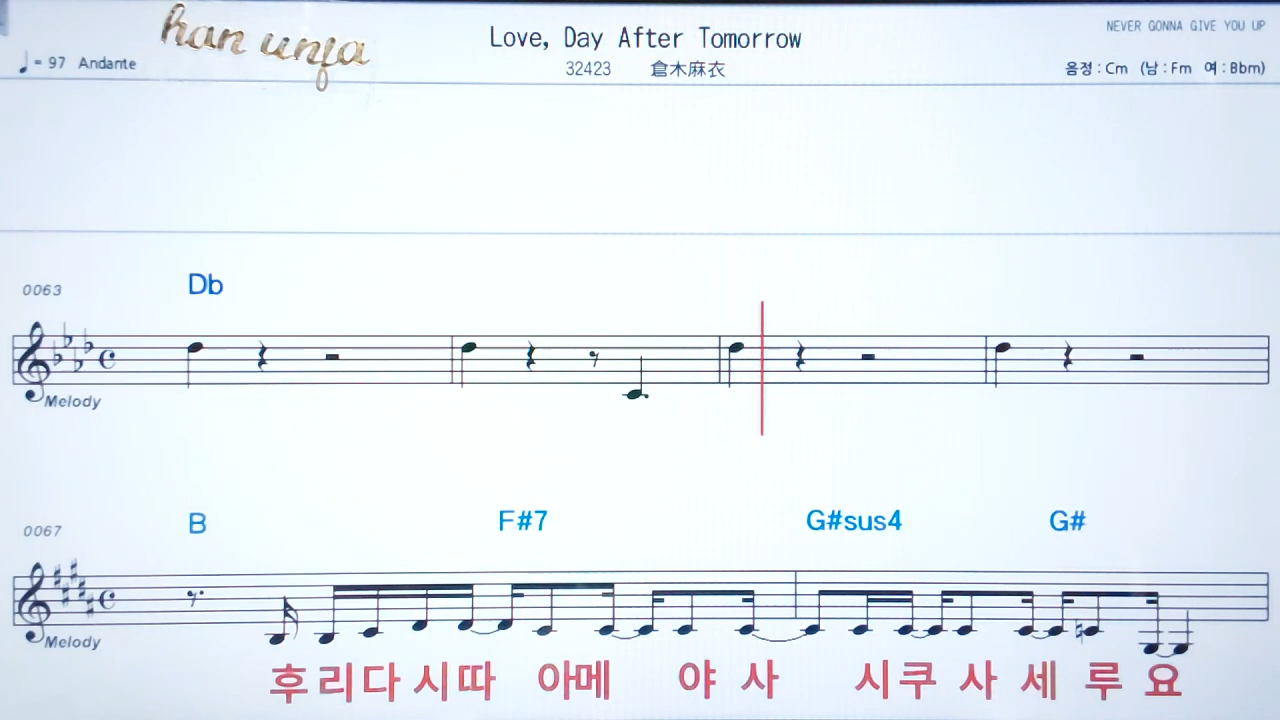 han unfa
Love, Day After Tomorrow
NEVER GONNA GIVE YOU UP
♩= 97 Andante
32423 倉木麻衣
음정 : Cm (남 : Fm 여 : Bbm)
0063 Db
Melody
0067 B F#7 G#sus4 G#
Melody
후리다시따 아메 야 사 시쿠 사 세 루 요